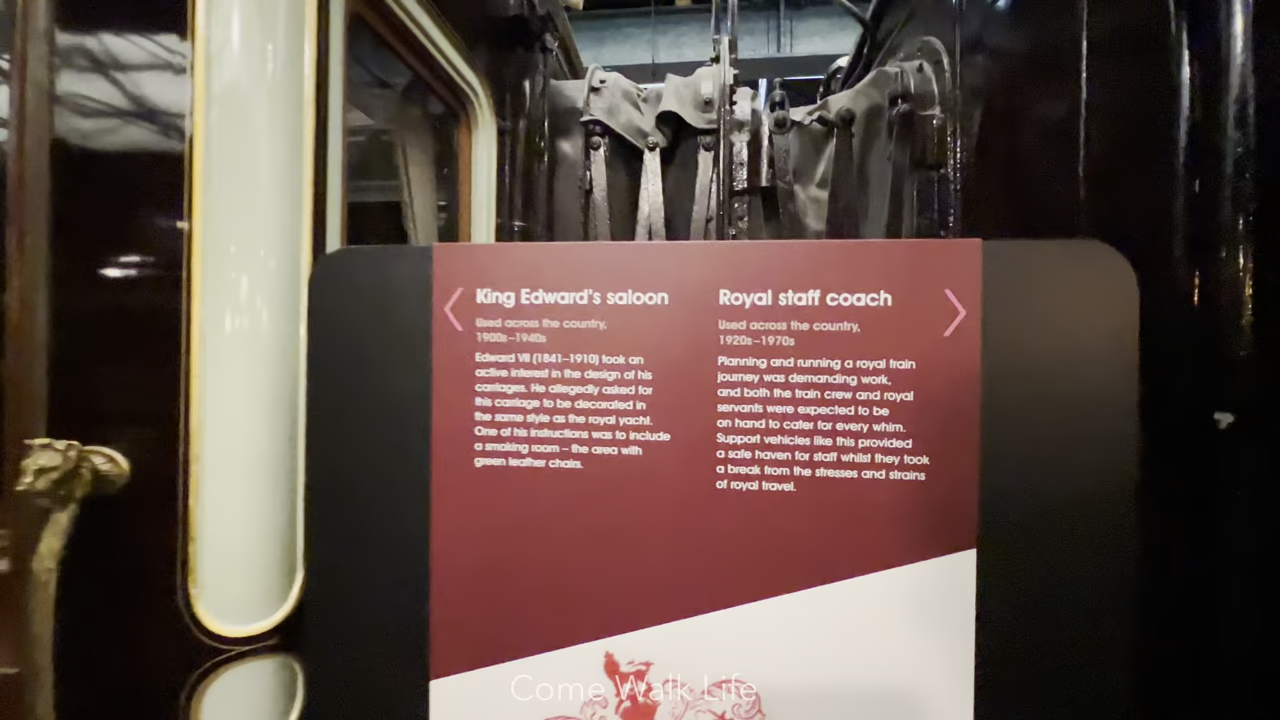 King Edward's saloon
Used across the country,
1900s–1940s
Edward VII (1841–1910) took an
active interest in the design of his
carriages. He allegedly asked for
this carriage to be decorated in
the same style as the royal yacht.
One of his instructions was to include
a smoking room – the area with
green leather chairs.
Royal staff coach
Used across the country,
1920s–1970s
Planning and running a royal train
journey was demanding work,
and both the train crew and royal
servants were expected to be
on hand to cater for every whim.
Support vehicles like this provided
a safe haven for staff whilst they took
a break from the stresses and strains
of royal travel.
Come Walk Life